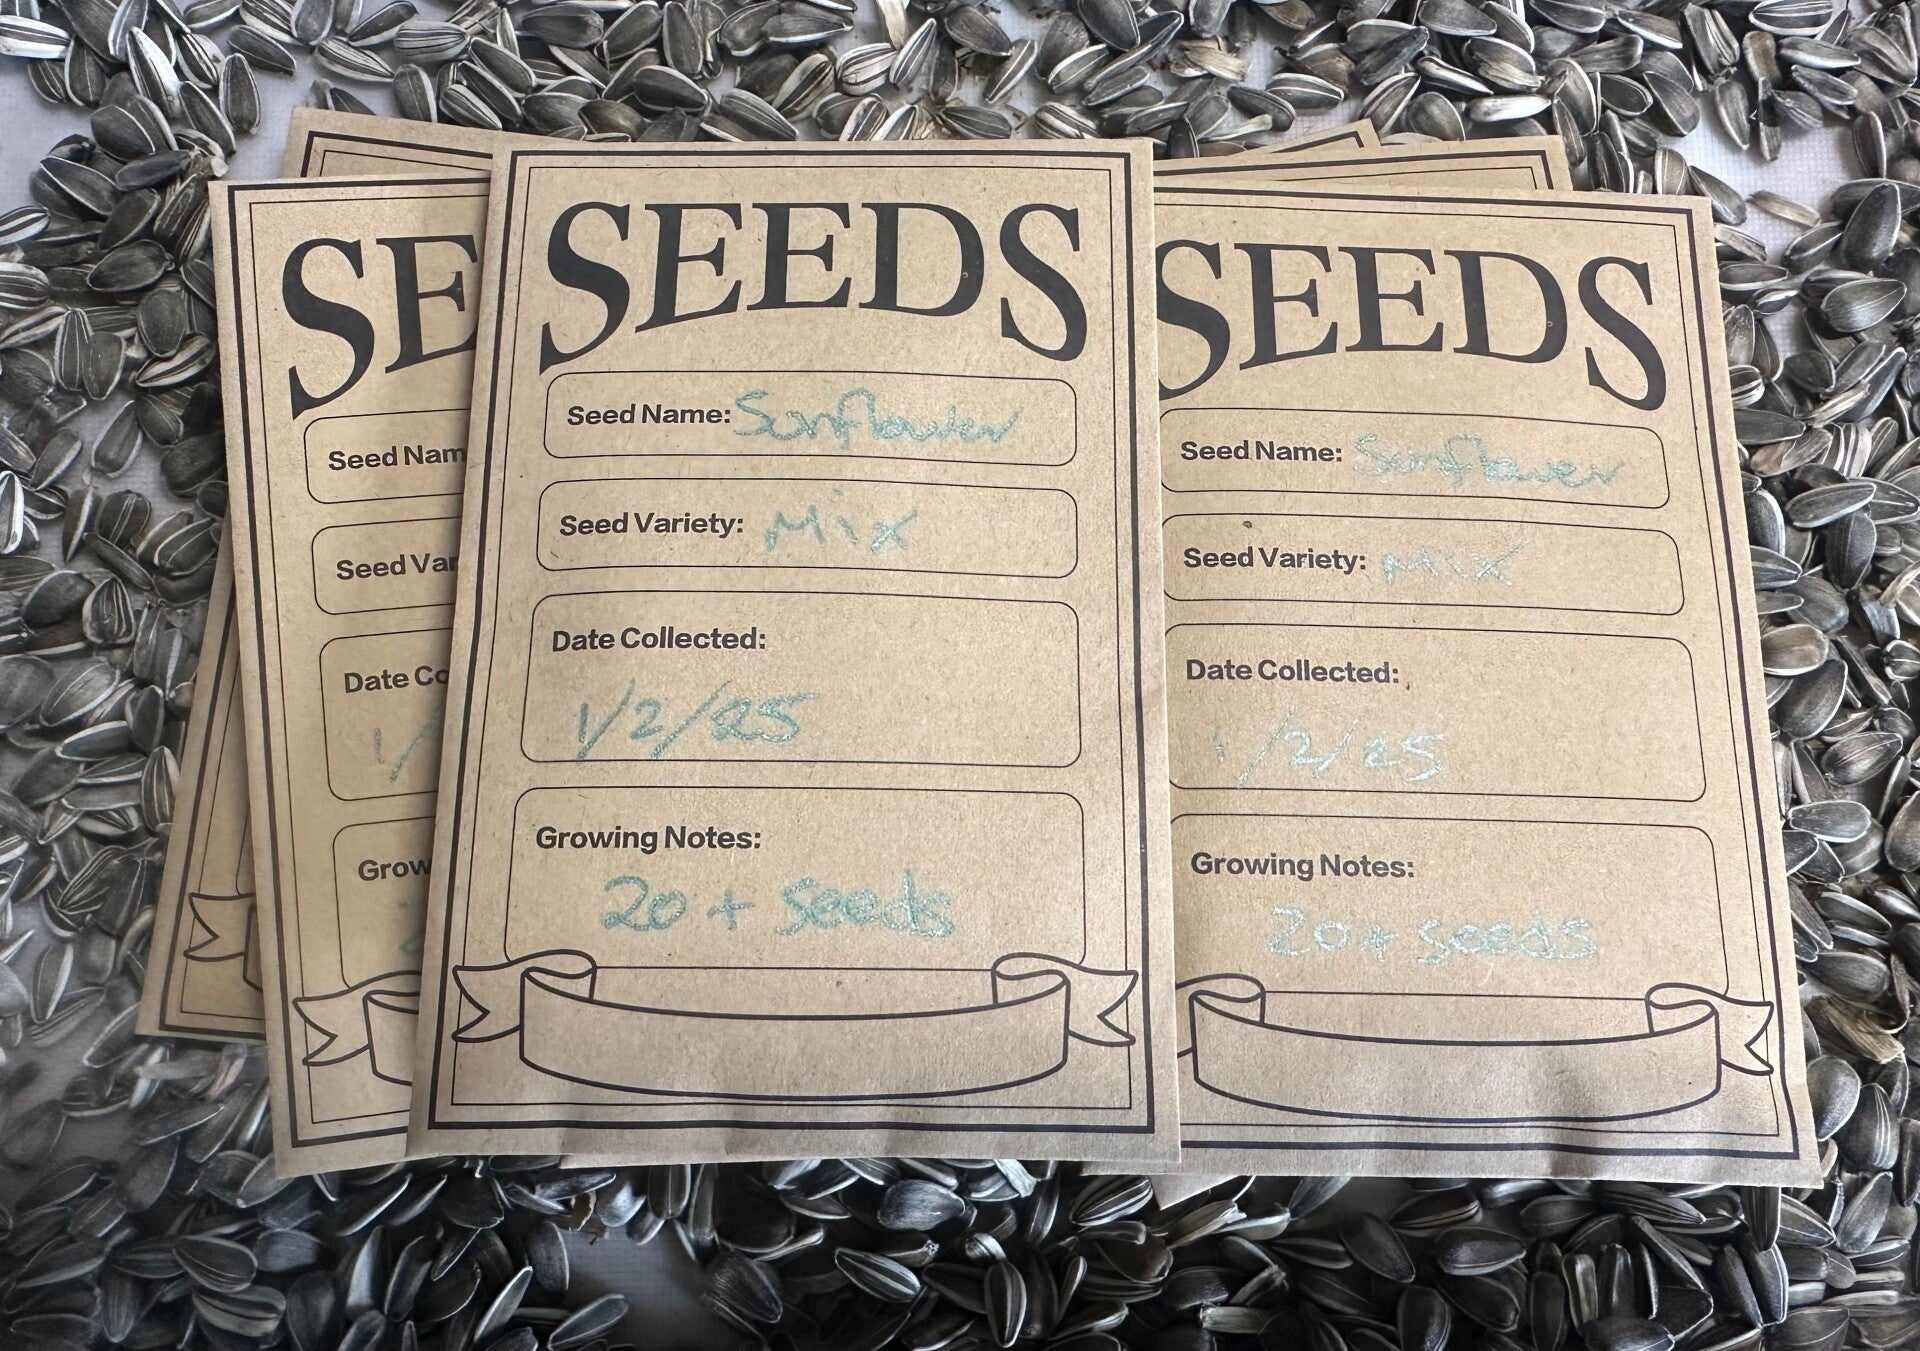 SE
Seed Nam
Seed Var
Date Co
1/
Grow
SEEDS
Seed Name: Sunflower
Seed Variety: Mix
Date Collected:
1/2/25
Growing Notes:
20 + seeds
SEEDS
Seed Name: Sunflower
Seed Variety: Mix
Date Collected:
1/2/25
Growing Notes:
20+ seeds